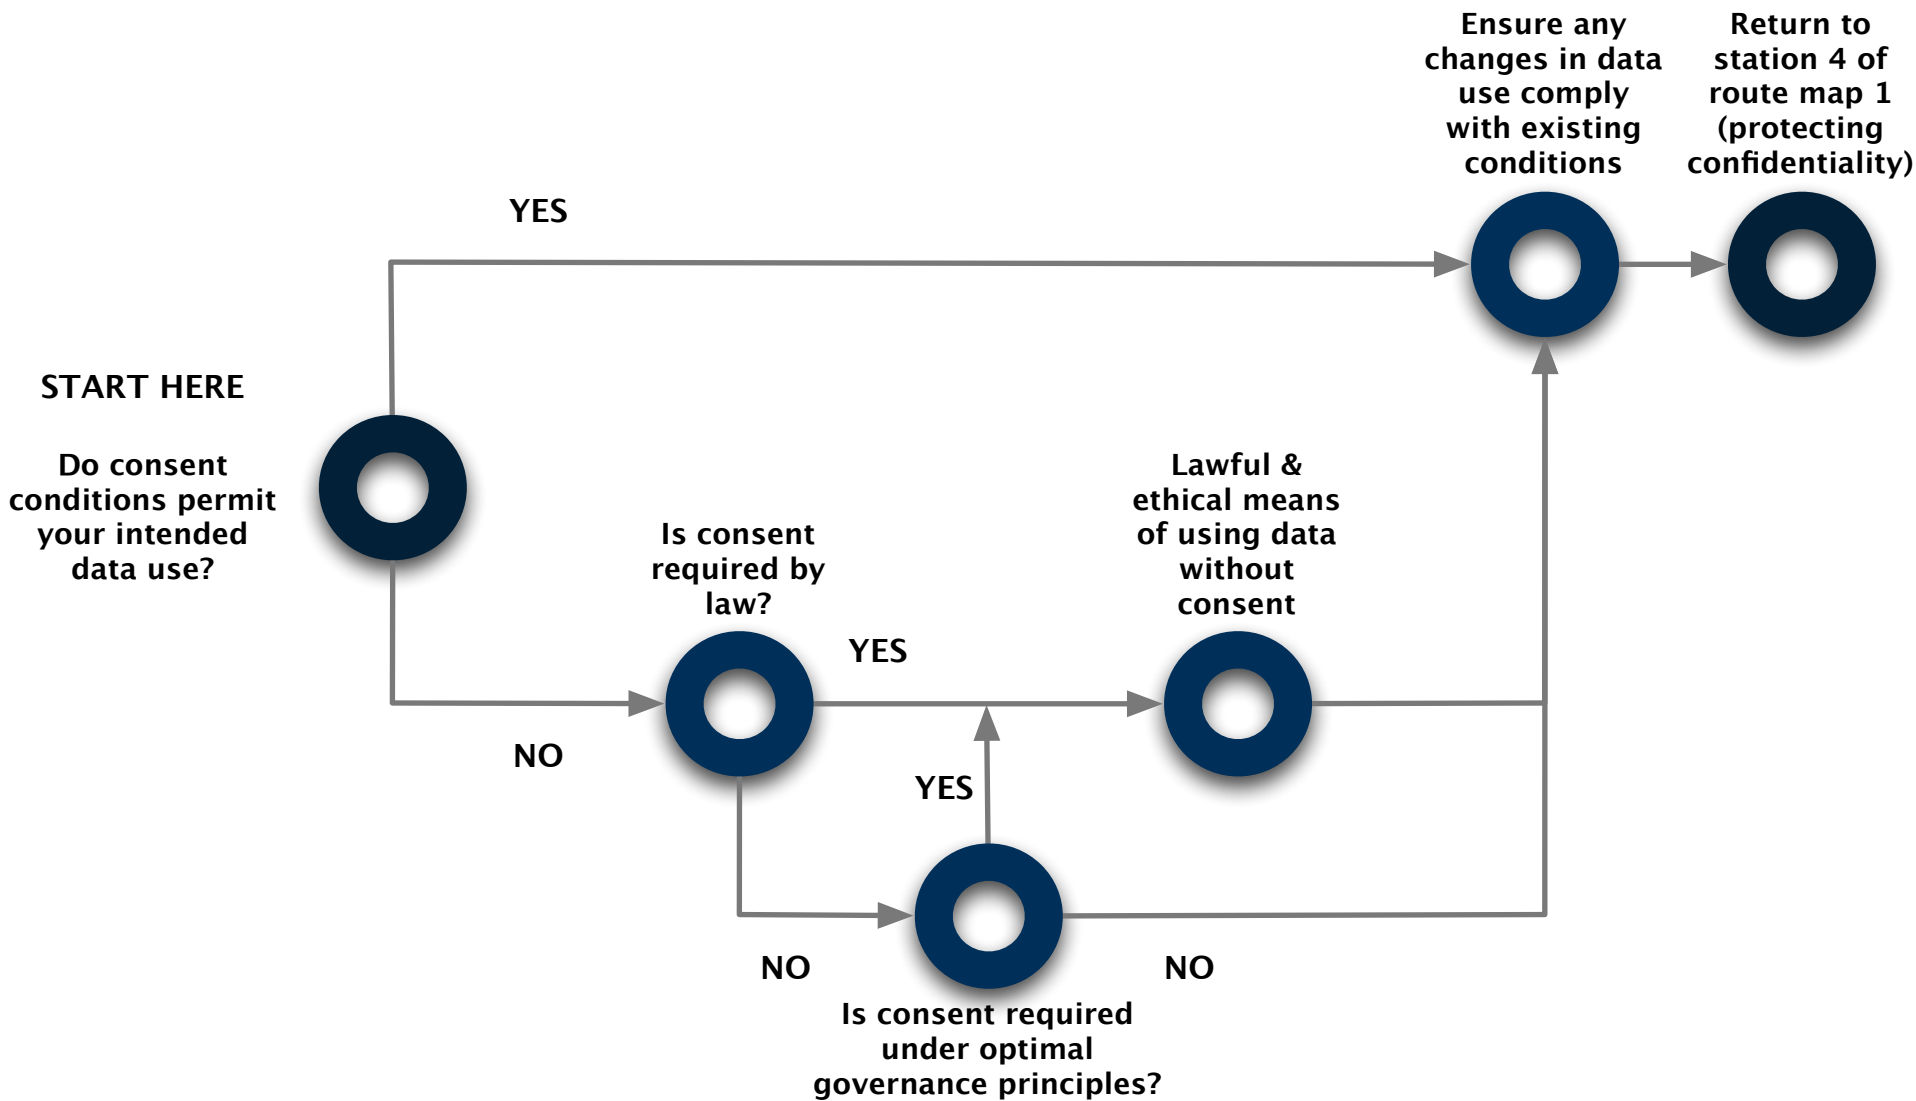 Ensure any
changes in data
use comply
with existing
conditions
Return to
station 4 of
route map 1
(protecting
confidentiality)
YES
START HERE
Do consent
conditions permit
your intended
data use?
Is consent
required by
law?
Lawful &
ethical means
of using data
without
consent
YES
NO
YES
NO
NO
Is consent required
under optimal
governance principles?